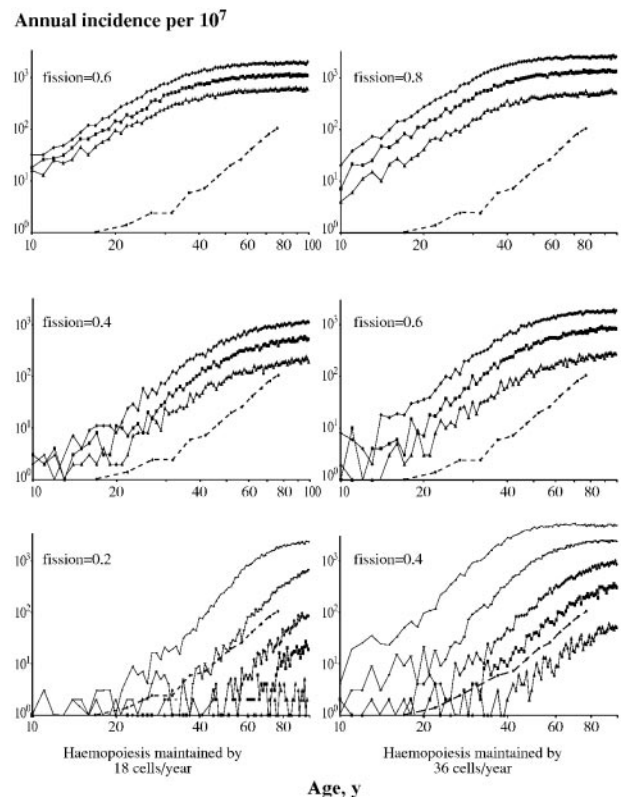 Annual incidence per 10⁷
fission=0.6
10³
10²
10¹
10⁰
10 20 40 60 80 100
fission=0.8
10³
10²
10¹
10⁰
10 20 40 60 80
fission=0.4
10³
10²
10¹
10⁰
10 20 40 60 80 100
fission=0.6
10³
10²
10¹
10⁰
10 20 40 60 80
fission=0.2
10³
10²
10¹
10⁰
10 20 40 60 80 100
fission=0.4
10³
10²
10¹
10⁰
10 20 40 60 80
Haemopoiesis maintained by
18 cells/year
Haemopoiesis maintained by
36 cells/year
Age, y